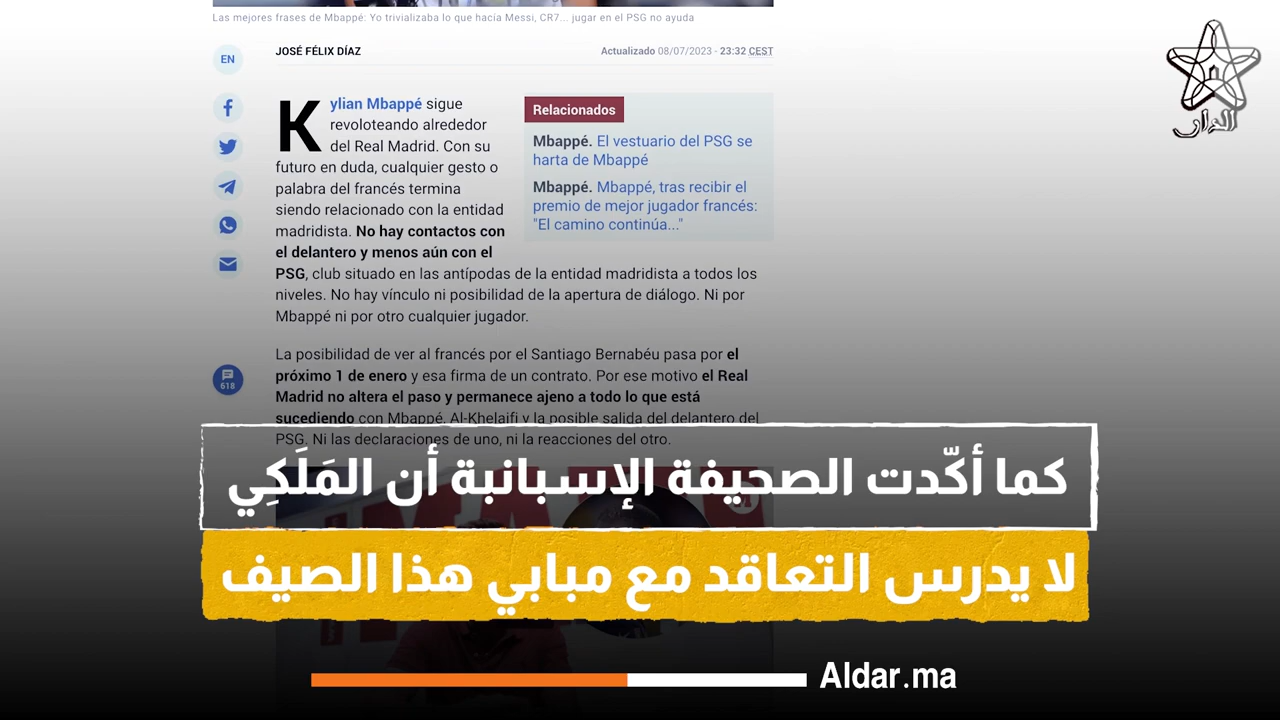 Las mejores frases de Mbappé: Yo trivializaba lo que hacía Messi, CR7... jugar en el PSG no ayuda
EN
JOSÉ FÉLIX DÍAZ
Actualizado 08/07/2023 - 23:32 CEST
Kylian Mbappé sigue
revoloteando alrededor
del Real Madrid. Con su
futuro en duda, cualquier gesto o
palabra del francés termina
siendo relacionado con la entidad
madridista. No hay contactos con
el delantero y menos aún con el
PSG, club situado en las antípodas de la entidad madridista a todos los
niveles. No hay vínculo ni posibilidad de la apertura de diálogo. Ni por
Mbappé ni por otro cualquier jugador.
Relacionados
Mbappé. El vestuario del PSG se
harta de Mbappé
Mbappé. Mbappé, tras recibir el
premio de mejor jugador francés:
"El camino continúa..."
618
La posibilidad de ver al francés por el Santiago Bernabéu pasa por el
próximo 1 de enero y esa firma de un contrato. Por ese motivo el Real
Madrid no altera el paso y permanece ajeno a todo lo que está
sucediendo con Mbappé, Al-Khelaifi y la posible salida del delantero del
PSG. Ni las declaraciones de uno, ni la reacciones del otro.
كما أكّدت الصحيفة الإسبانبة أن المَلَكِي
لا يدرس التعاقد مع مبابي هذا الصيف
Aldar.ma
الدار